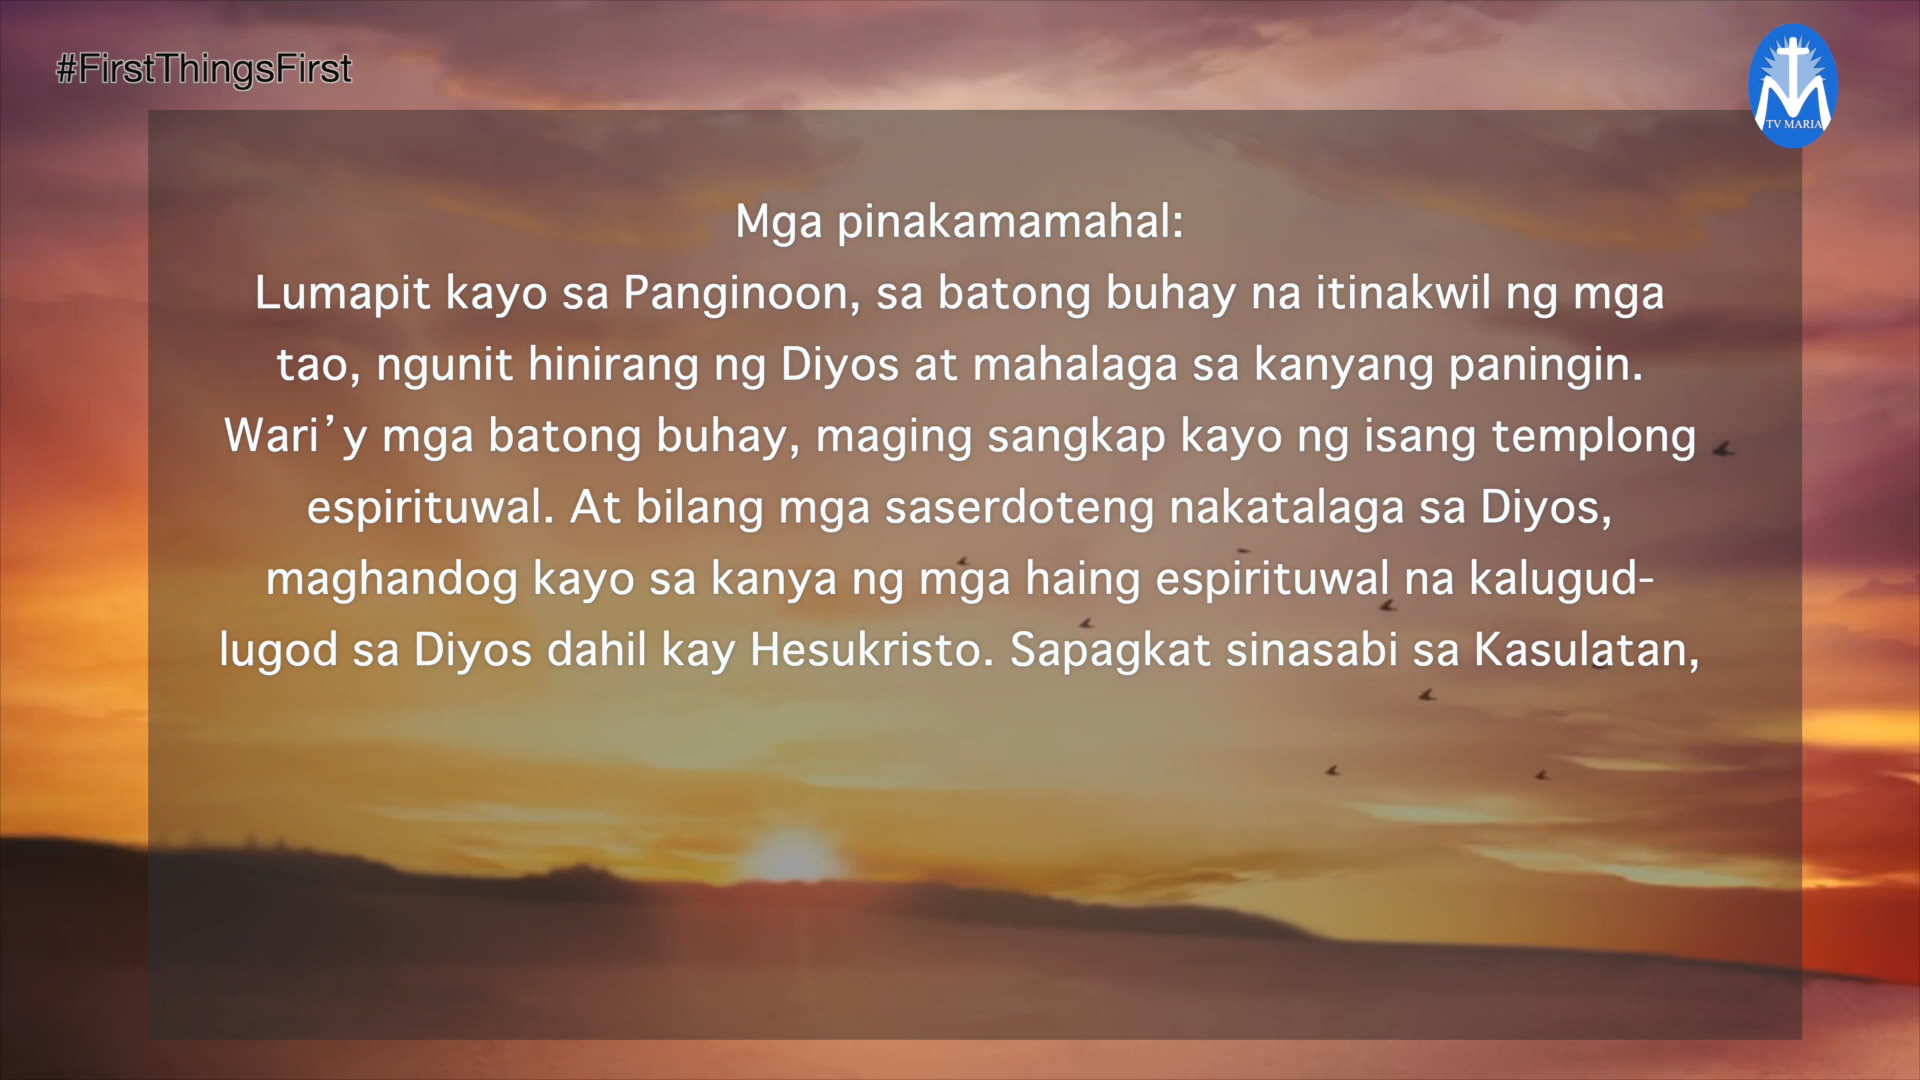 #FirstThingsFirst
TV MARIA
Mga pinakamamahal:
Lumapit kayo sa Panginoon, sa batong buhay na itinakwil ng mga
tao, ngunit hinirang ng Diyos at mahalaga sa kanyang paningin.
Wari’y mga batong buhay, maging sangkap kayo ng isang templong
espirituwal. At bilang mga saserdoteng nakatalaga sa Diyos,
maghandog kayo sa kanya ng mga haing espirituwal na kalugud-
lugod sa Diyos dahil kay Hesukristo. Sapagkat sinasabi sa Kasulatan,